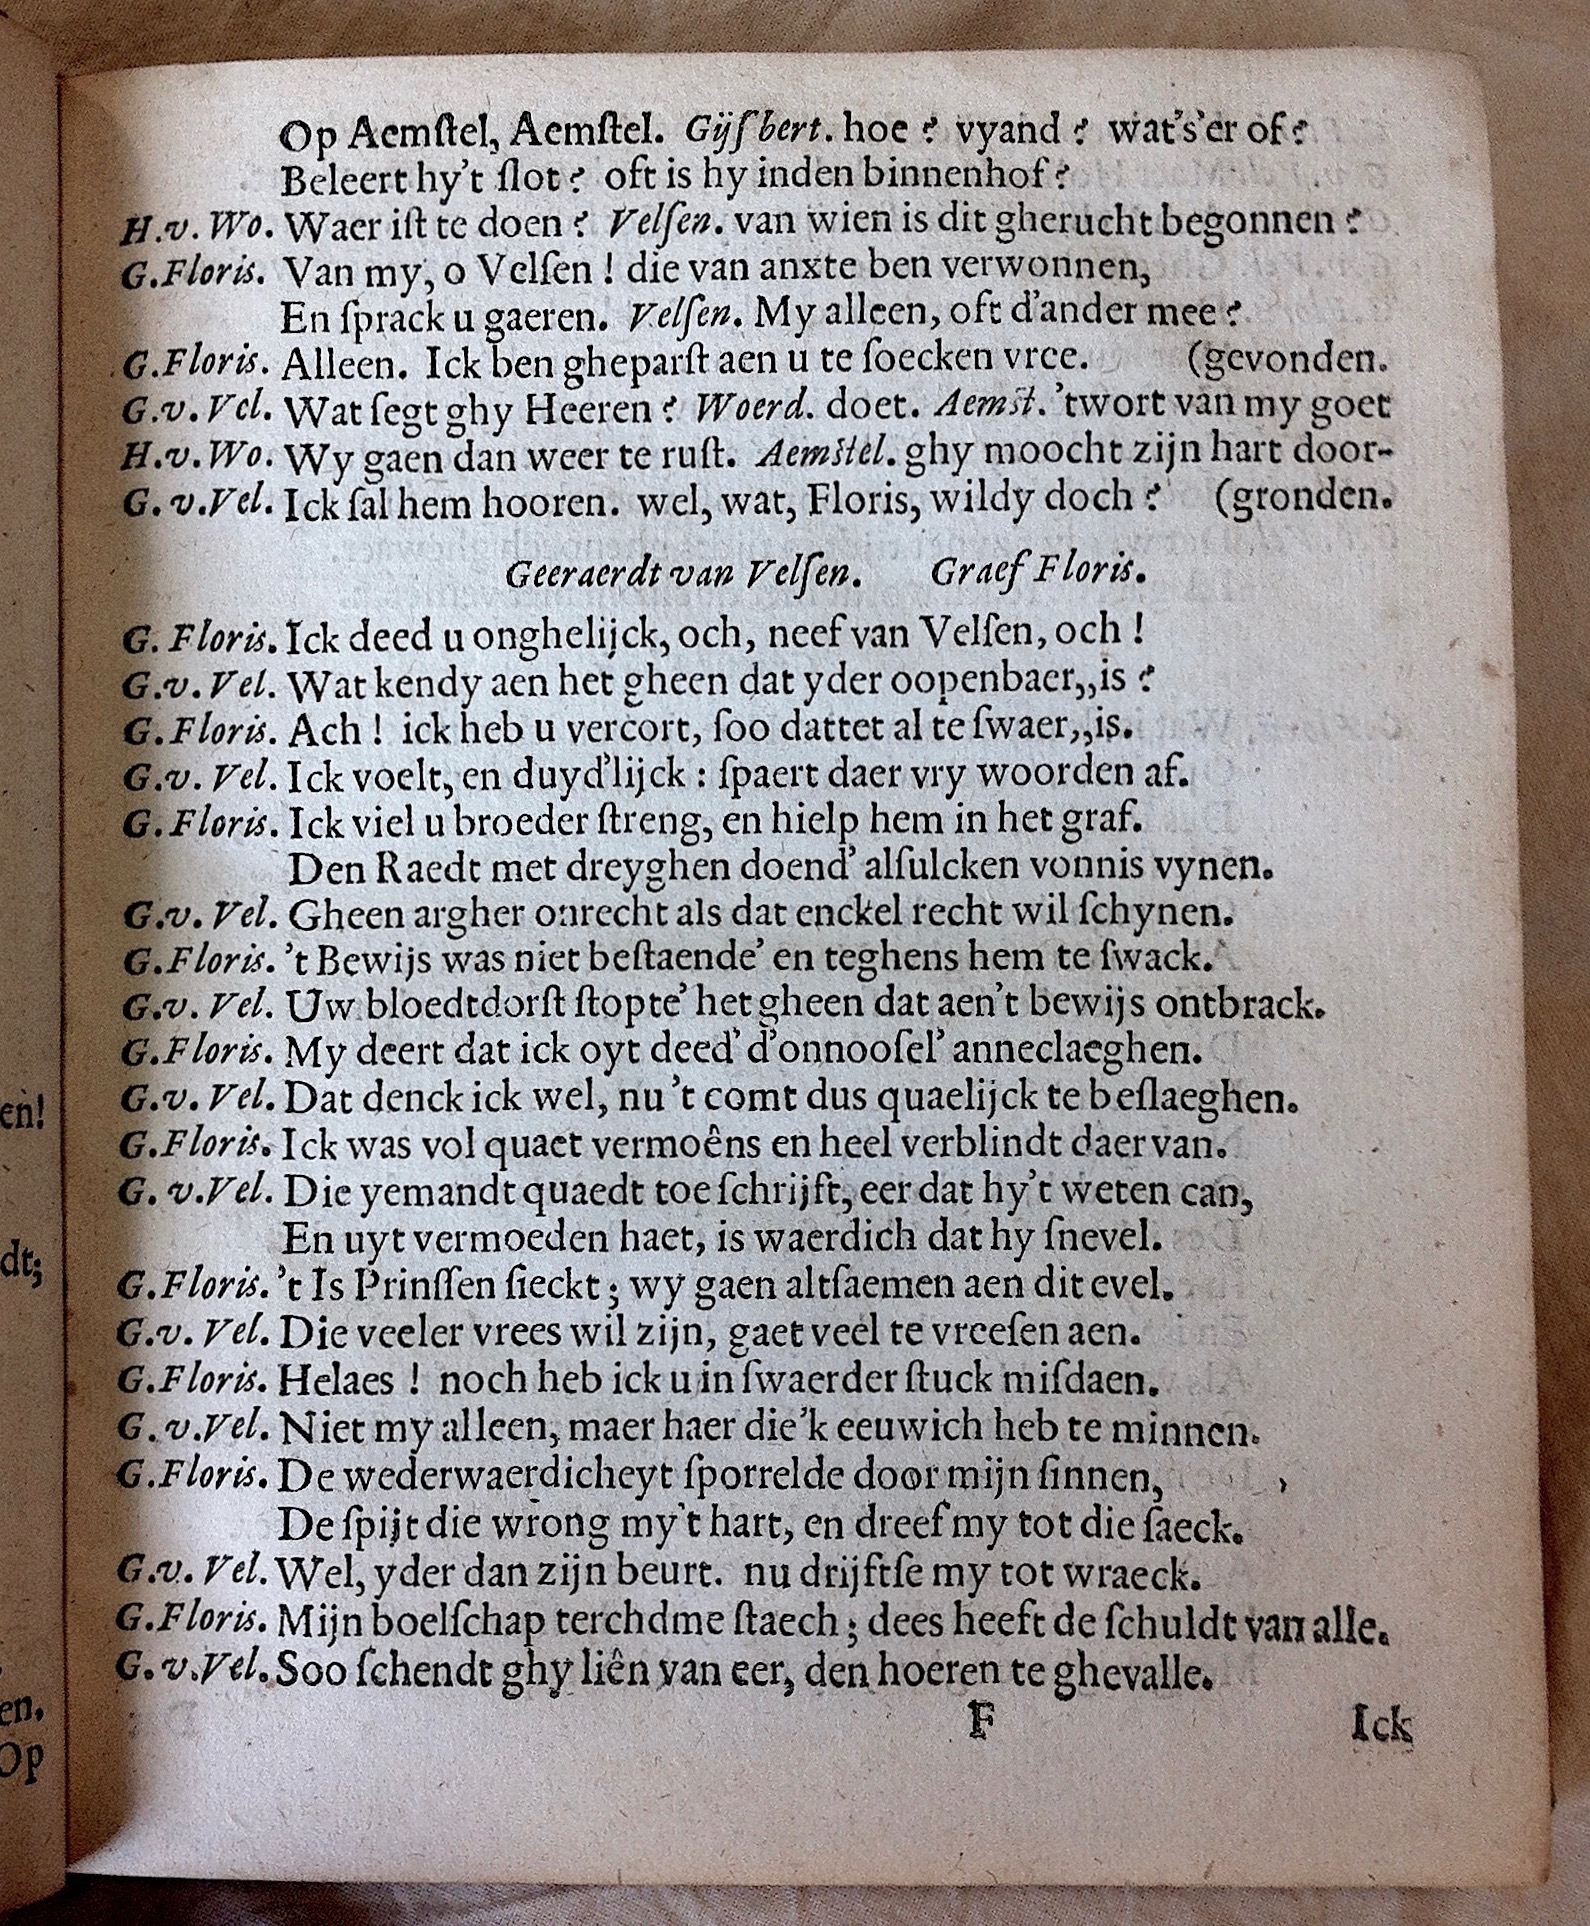 Op Aemſtel, Aemſtel. Gijſbert. hoe? vyand? wat's'er of?
Beleert hy't ſlot? oft is hy inden binnenhof?
H.v. Wo. Waer iſt te doen? Velſen. van wien is dit gherucht begonnen?
G.Floris. Van my, o Velſen! die van anxte ben verwonnen,
En ſprack u gaeren. Velſen. My alleen, oft d'ander mee?
G.Floris. Alleen. Ick ben gheparſt aen u te ſoecken vree. (gevonden.
G.v. Vel. Wat ſegt ghy Heeren? Woerd. doet. Aemſt. 'twort van my goet
H.v.Wo. Wy gaen dan weer te ruſt. Aemſtel. ghy moocht zijn hart door-
G.v.Vel. Ick ſal hem hooren. wel, wat, Floris, wildy doch? (gronden.
Geeraerdt van Velſen. Graef Floris.
G. Floris. Ick deed u onghelijck, och, neef van Velſen, och!
G.v. Vel. Wat kendy aen het gheen dat yder oopenbaer,,is?
G.Floris. Ach! ick heb u vercort, ſoo dattet al te ſwaer,,is.
G.v. Vel. Ick voelt, en duyd'lijck: ſpaert daer vry woorden af.
G.Floris. Ick viel u broeder ſtreng, en hielp hem in het graf.
Den Raedt met dreyghen doend' alſulcken vonnis vynen.
G.v. Vel. Gheen argher onrecht als dat enckel recht wil ſchynen.
G.Floris. 't Bewijs was niet beſtaende' en teghens hem te ſwack.
G.v. Vel. Uw bloedtdorſt ſtopte' het gheen dat aen't bewijs ontbrack.
G.Floris. My deert dat ick oyt deed' d'onnooſel' anneclaeghen.
G.v. Vel. Dat denck ick wel, nu 't comt dus quaelijck te beſlaeghen.
G.Floris. Ick was vol quaet vermoêns en heel verblindt daer van.
G. v.Vel. Die yemandt quaedt toe ſchrijft, eer dat hy't weten can,
En uyt vermoeden haet, is waerdich dat hy ſnevel.
G.Floris. 't Is Prinſſen ſieckt; wy gaen altſaemen aen dit evel.
G.v. Vel. Die veeler vrees wil zijn, gaet veel te vreeſen aen.
G.Floris. Helaes! noch heb ick u in ſwaerder ſtuck miſdaen.
G.v.Vel. Niet my alleen, maer haer die'k eeuwich heb te minnen.
G.Floris. De wederwaerdicheyt ſporrelde door mijn ſinnen,
De ſpijt die wrong my't hart, en dreef my tot die ſaeck.
G.v. Vel. Wel, yder dan zijn beurt. nu drijftſe my tot wraeck.
G.Floris. Mijn boelſchap terchdme ſtaech; dees heeft de ſchuldt van alle.
G. v.Vel. Soo ſchendt ghy liên van eer, den hoeren te ghevalle.
F Ick
en!
dt;
en.
Op